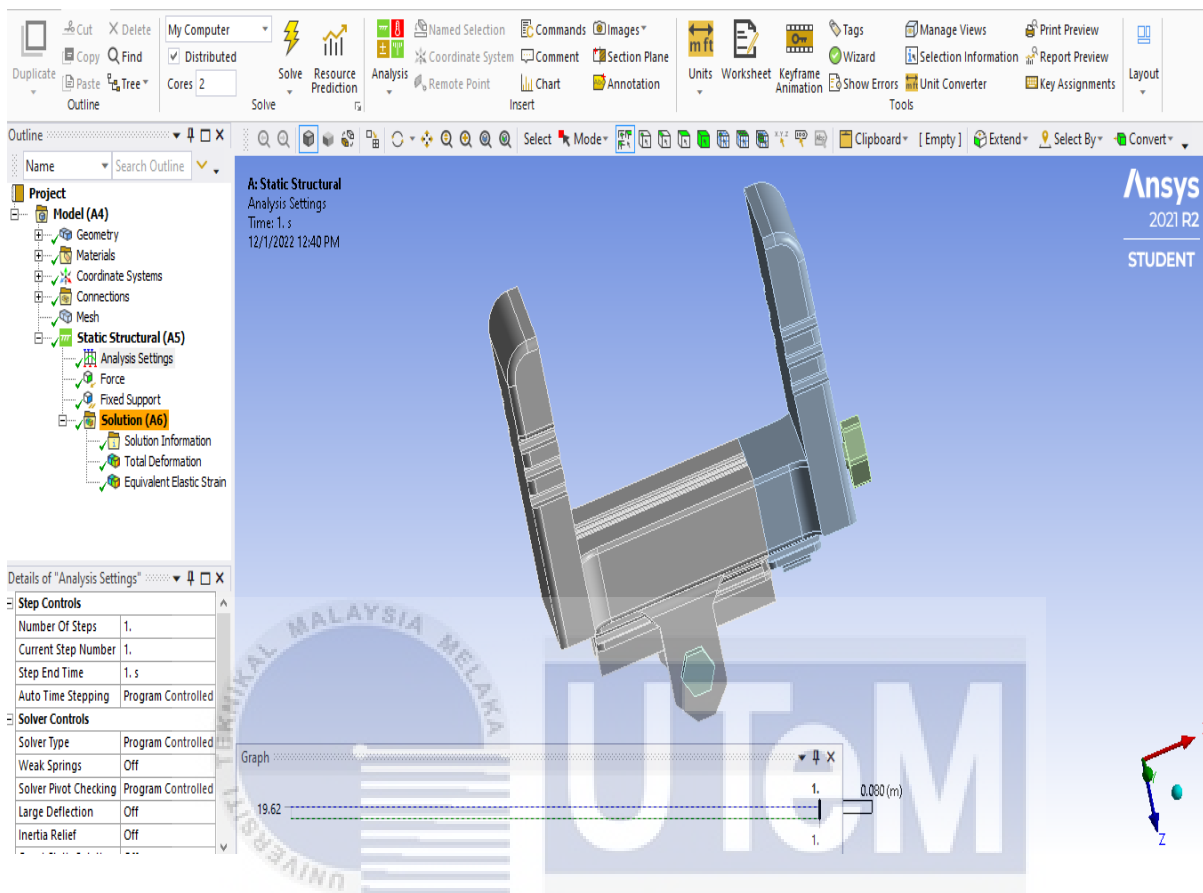 Cut Delete My Computer Named Selection Commands Images Tags Manage Views Print Preview
Copy Find Distributed Coordinate System Comment Section Plane Wizard Selection Information Report Preview
Duplicate Paste Tree Cores 2 Solve Resource Prediction Analysis Remote Point Chart Annotation Units Worksheet Keyframe Animation Show Errors Unit Converter Key Assignments Layout
Outline Solve Insert Tools
Outline Select Mode Clipboard [Empty] Extend Select By Convert
Name Search Outline
Project
Model (A4)
Geometry
Materials
Coordinate Systems
Connections
Mesh
Static Structural (A5)
Analysis Settings
Force
Fixed Support
Solution (A6)
Solution Information
Total Deformation
Equivalent Elastic Strain
A: Static Structural
Analysis Settings
Time: 1. s
12/1/2022 12:40 PM
Ansys
2021 R2
STUDENT
Details of "Analysis Settings"
Step Controls
Number Of Steps 1.
Current Step Number 1.
Step End Time 1. s
Auto Time Stepping Program Controlled
Solver Controls
Solver Type Program Controlled
Weak Springs Off
Solver Pivot Checking Program Controlled
Large Deflection Off
Inertia Relief Off
UNIVERSITI TEKNIKAL MALAYSIA MELAKA
UTeM
Graph
1.
19.62
1.
0.080 (m)
Y
Z